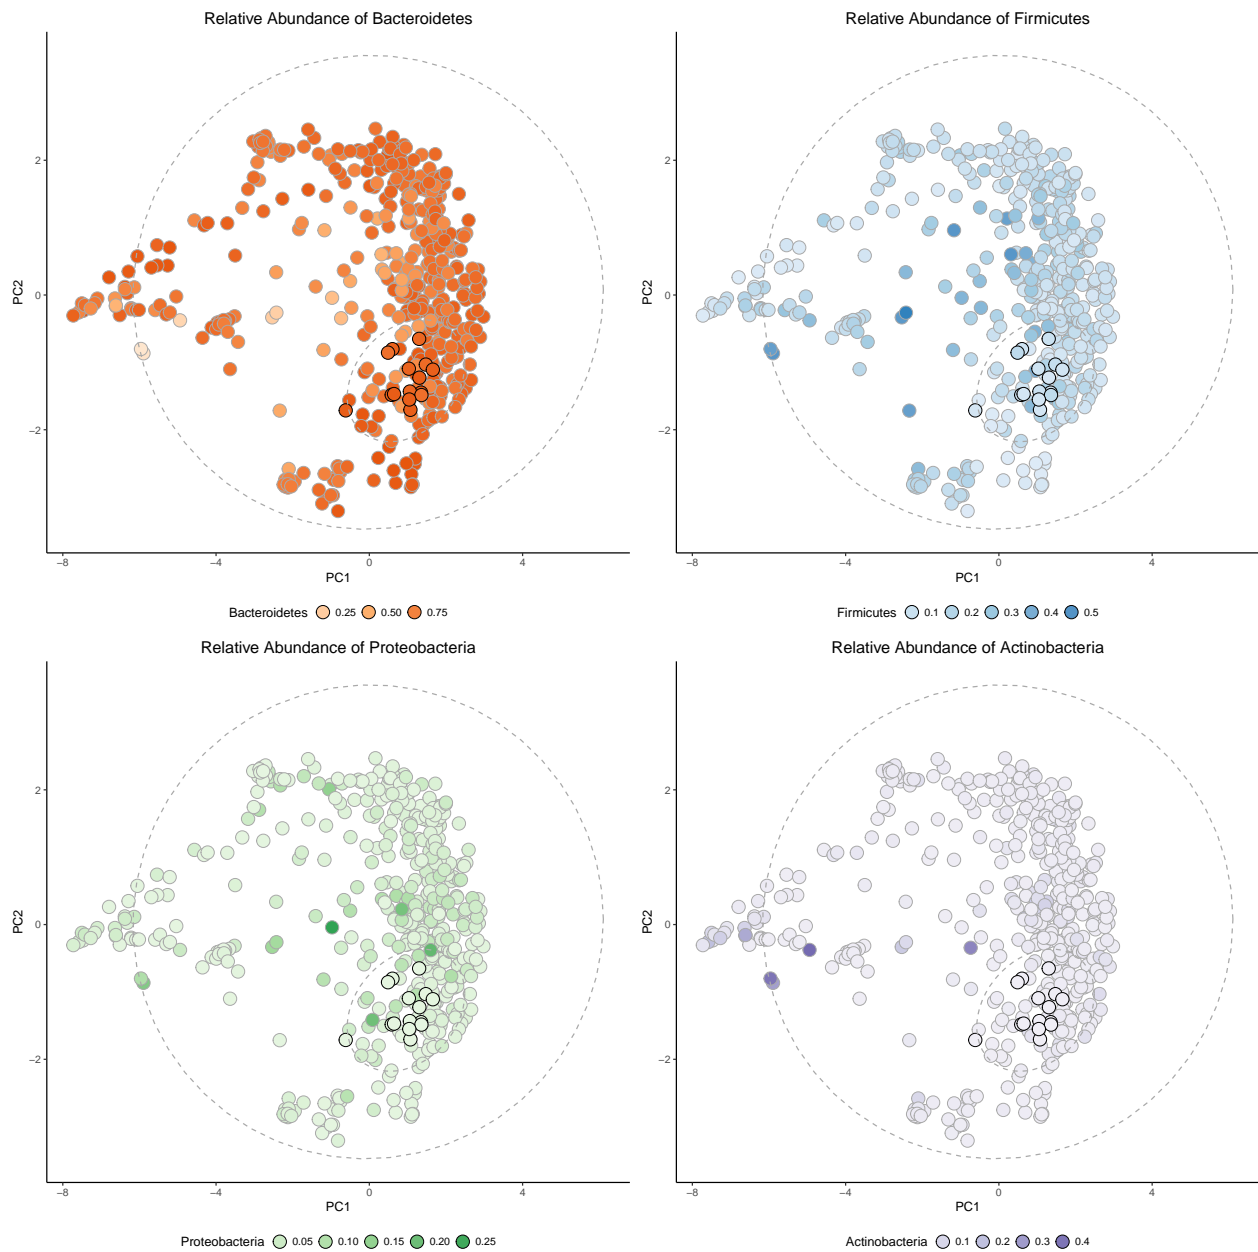 Relative Abundance of Bacteroidetes
PC2
2
0
−2
−8
−4
0
4
PC1
Bacteroidetes 0.25 0.50 0.75
Relative Abundance of Firmicutes
PC2
2
0
−2
−8
−4
0
4
PC1
Firmicutes 0.1 0.2 0.3 0.4 0.5
Relative Abundance of Proteobacteria
PC2
2
0
−2
−8
−4
0
4
PC1
Proteobacteria 0.05 0.10 0.15 0.20 0.25
Relative Abundance of Actinobacteria
PC2
2
0
−2
−8
−4
0
4
PC1
Actinobacteria 0.1 0.2 0.3 0.4